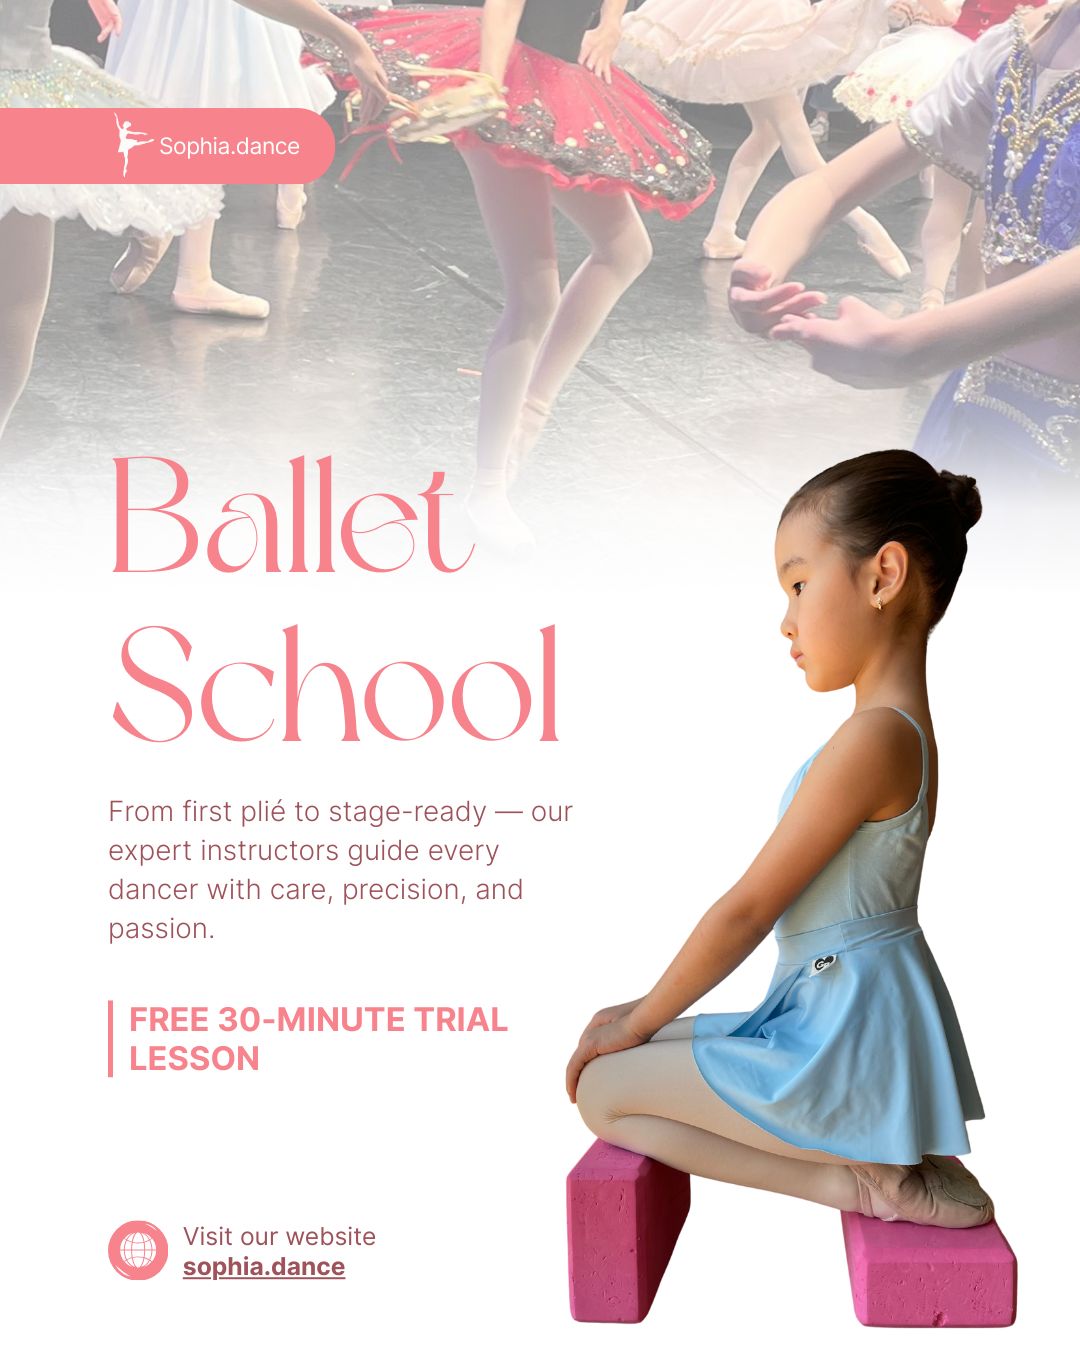 Sophia.dance
Ballet
School
From first plié to stage-ready — our
expert instructors guide every
dancer with care, precision, and
passion.
FREE 30-MINUTE TRIAL
LESSON
Visit our website
sophia.dance